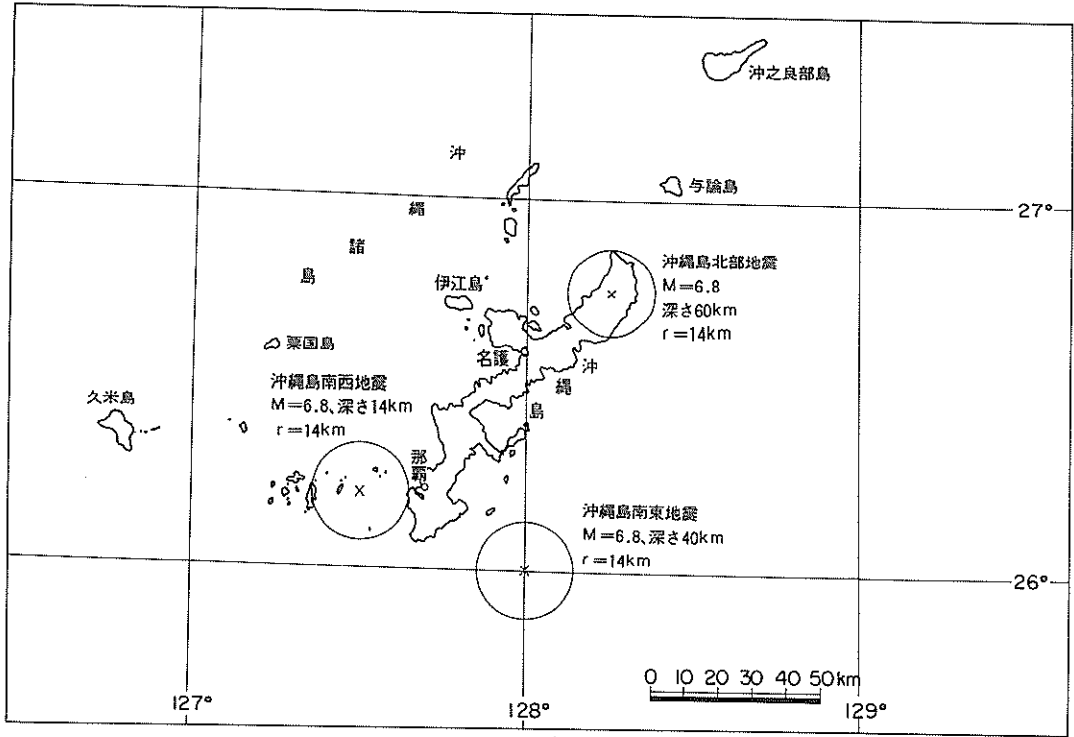 沖之良部島
沖
縄
諸
島
与論島
27°
沖縄島北部地震
M=6.8
深さ60km
r=14km
伊江島
粟国島
名護
沖
縄
島
沖縄島南西地震
M=6.8、深さ14km
r=14km
久米島
那覇
沖縄島南東地震
M=6.8、深さ40km
r=14km
26°
0 10 20 30 40 50km
127°
128°
129°